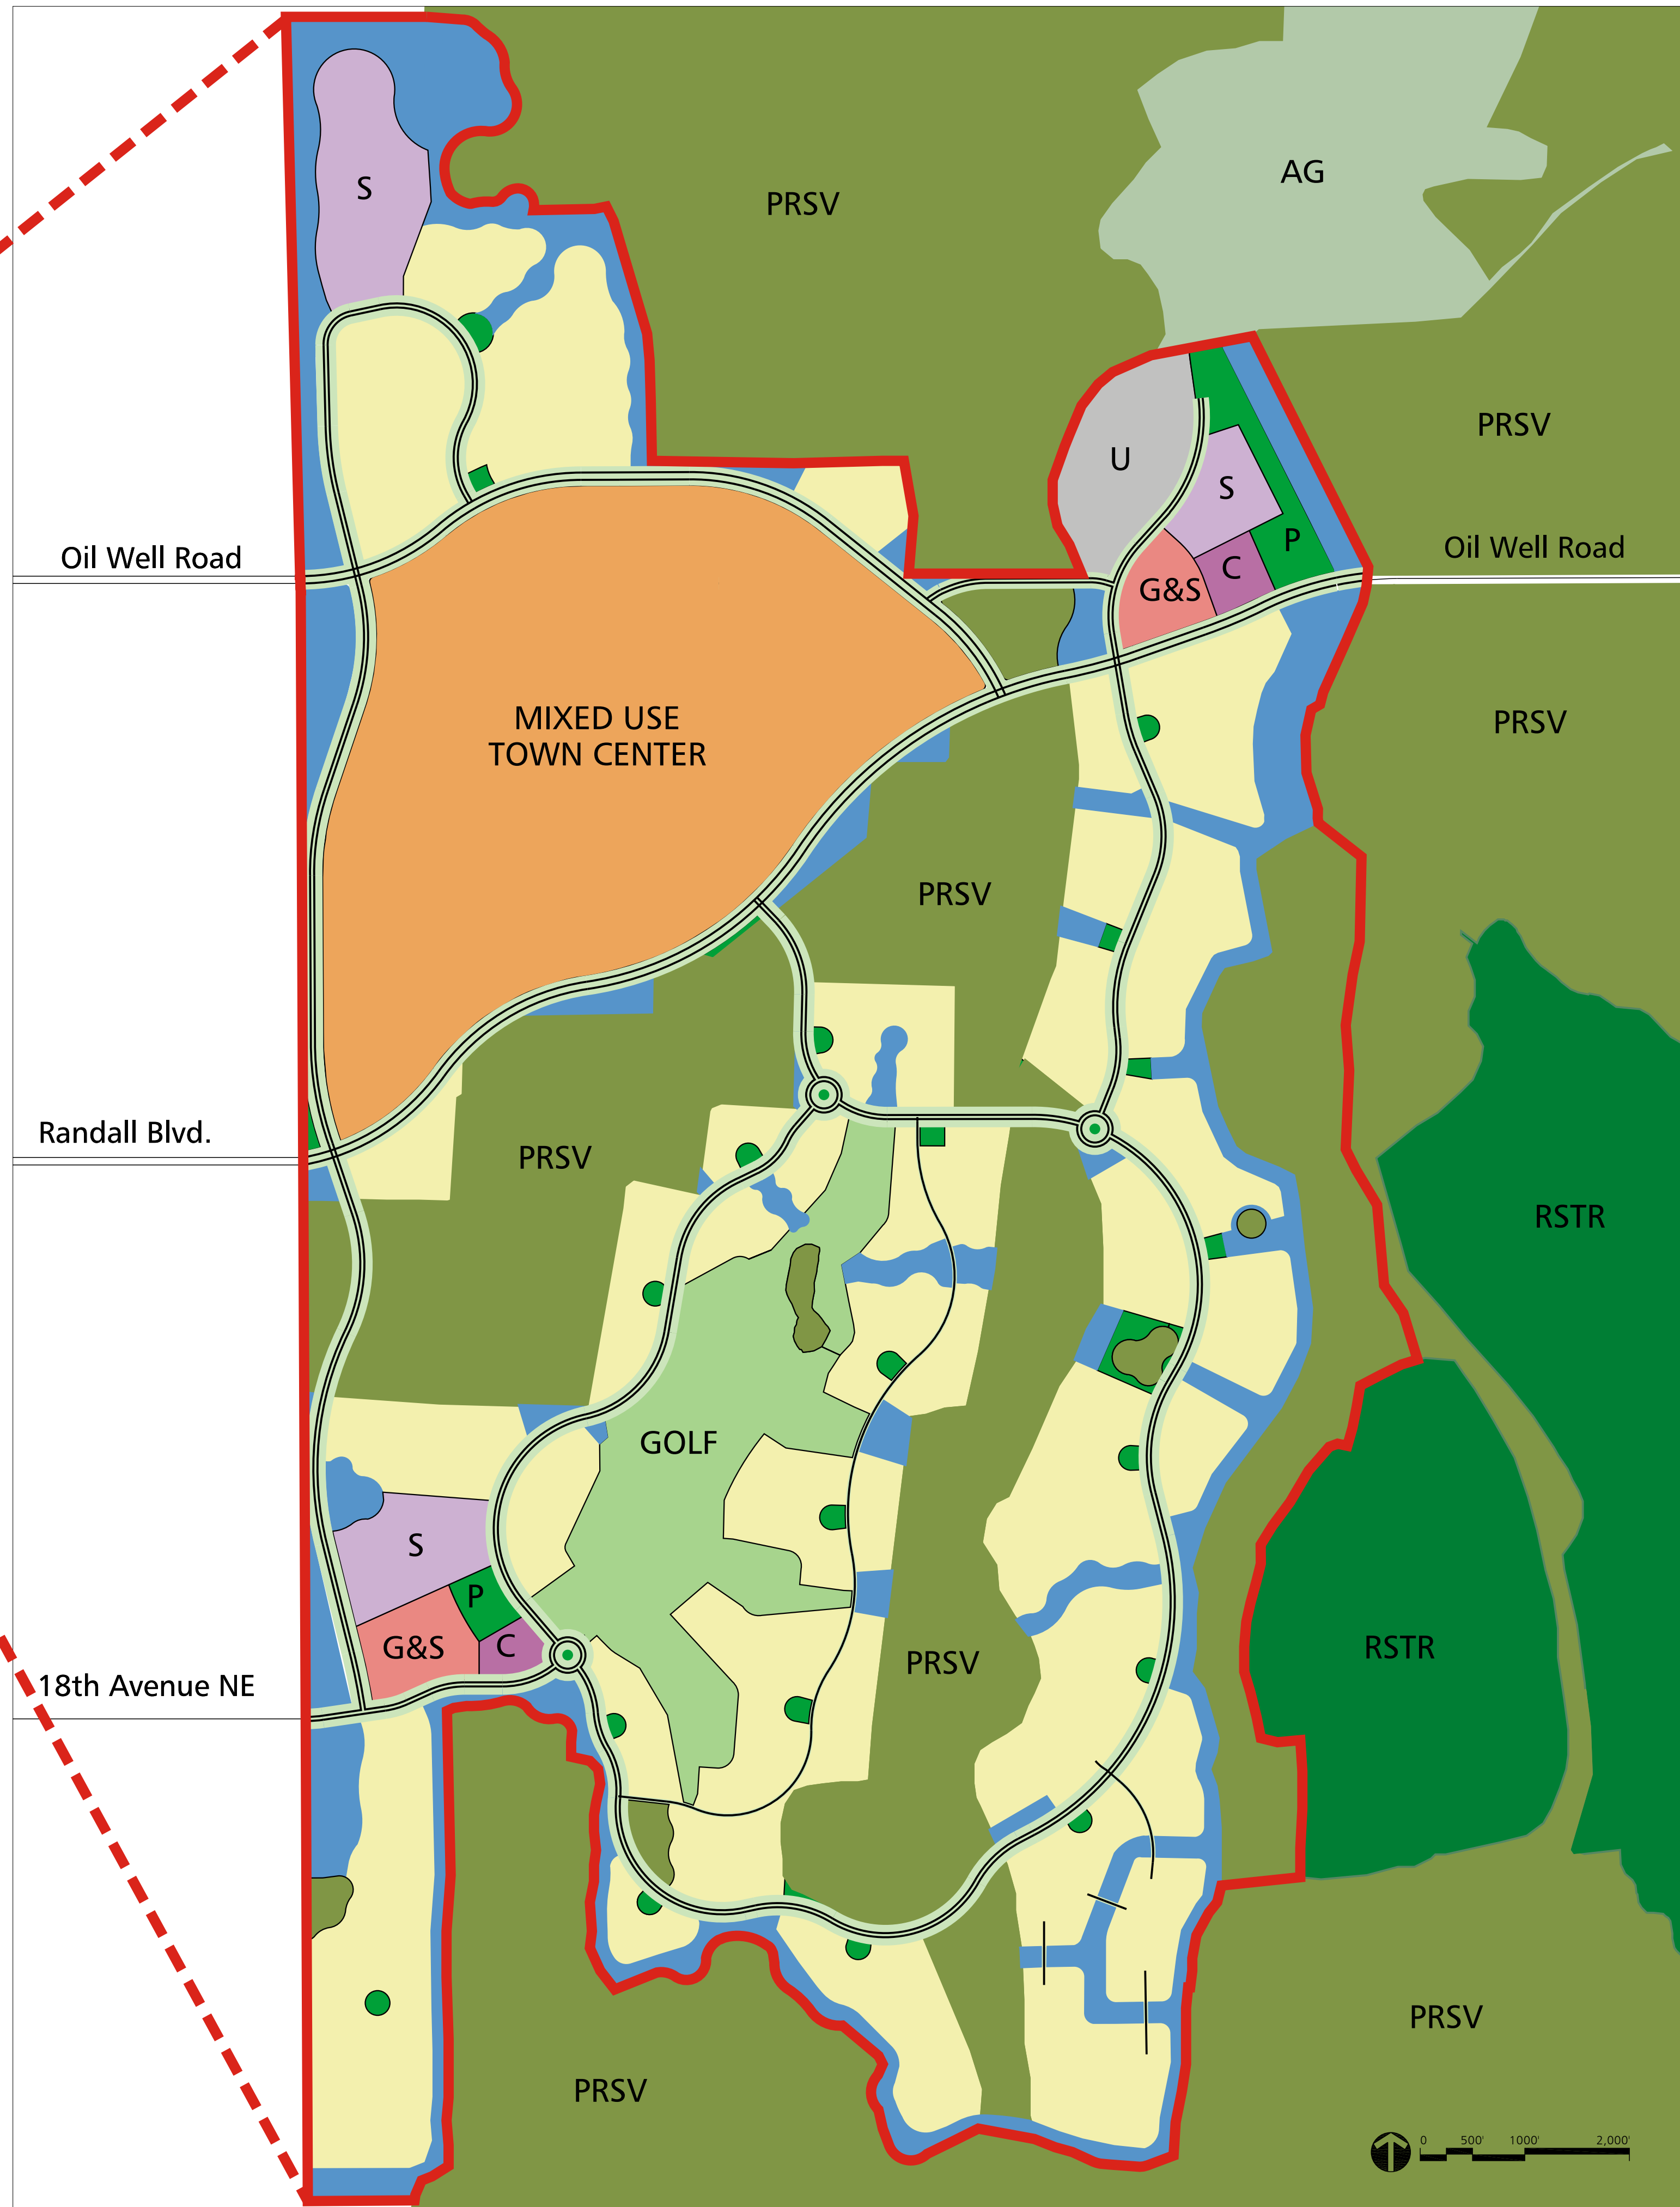 S
PRSV
AG
PRSV
U
S
P
Oil Well Road
Oil Well Road
C
G&S
MIXED USE
TOWN CENTER
PRSV
PRSV
Randall Blvd.
PRSV
RSTR
GOLF
S
P
G&S
C
PRSV
RSTR
18th Avenue NE
PRSV
PRSV
0 500' 1000' 2,000'